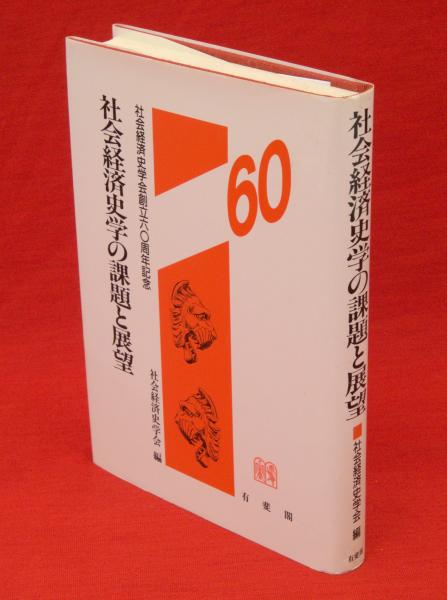 社会経済史学会創立六〇周年記念
社会経済史学の課題と展望
社会経済史学会 編
60
有斐閣
社会経済史学の課題と展望
社会経済史学会 編
有斐閣